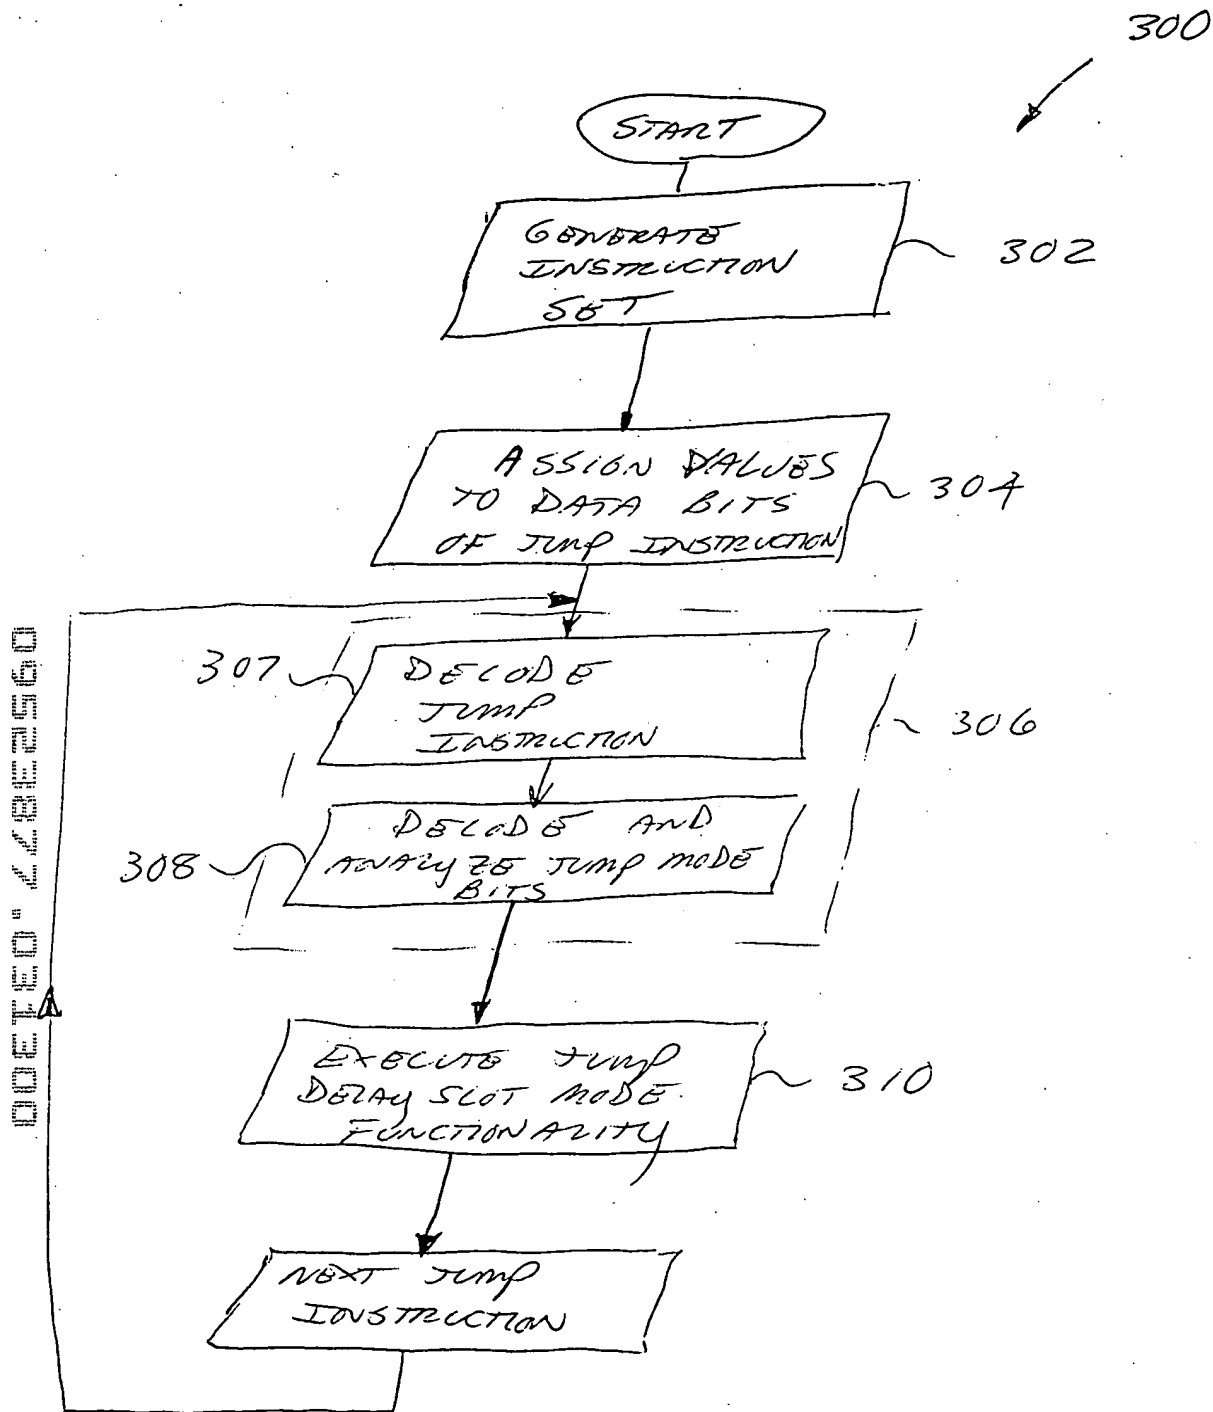 300
START
GENERATE
INSTRUCTION
SET
302
ASSIGN VALUES
TO DATA BITS
OF JUMP INSTRUCTION
304
307
DECODE
JUMP
INSTRUCTION
306
308
DECODE AND
ANALYZE JUMP MODE
BITS
EXECUTE JUMP
DELAY SLOT MODE
FUNCTIONALITY
310
NEXT JUMP
INSTRUCTION